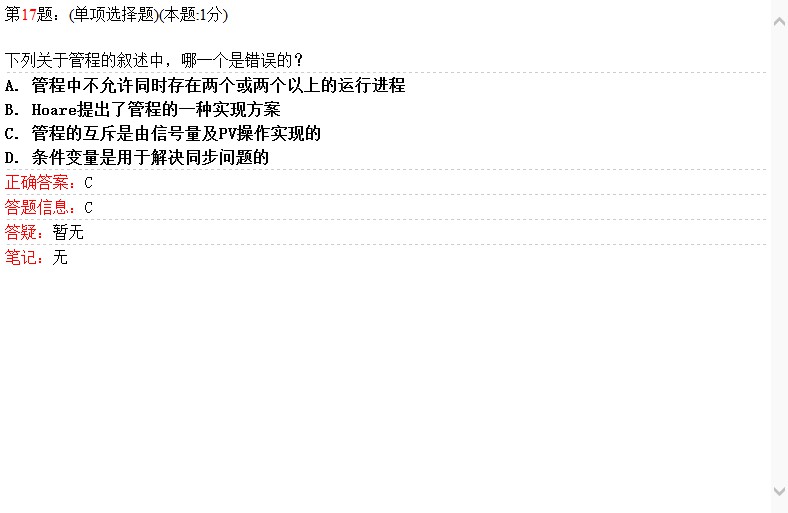 第17题：(单项选择题)(本题:1分)
下列关于管程的叙述中，哪一个是错误的？
A. 管程中不允许同时存在两个或两个以上的运行进程
B. Hoare提出了管程的一种实现方案
C. 管程的互斥是由信号量及PV操作实现的
D. 条件变量是用于解决同步问题的
正确答案：C
答题信息：C
答疑：暂无
笔记：无